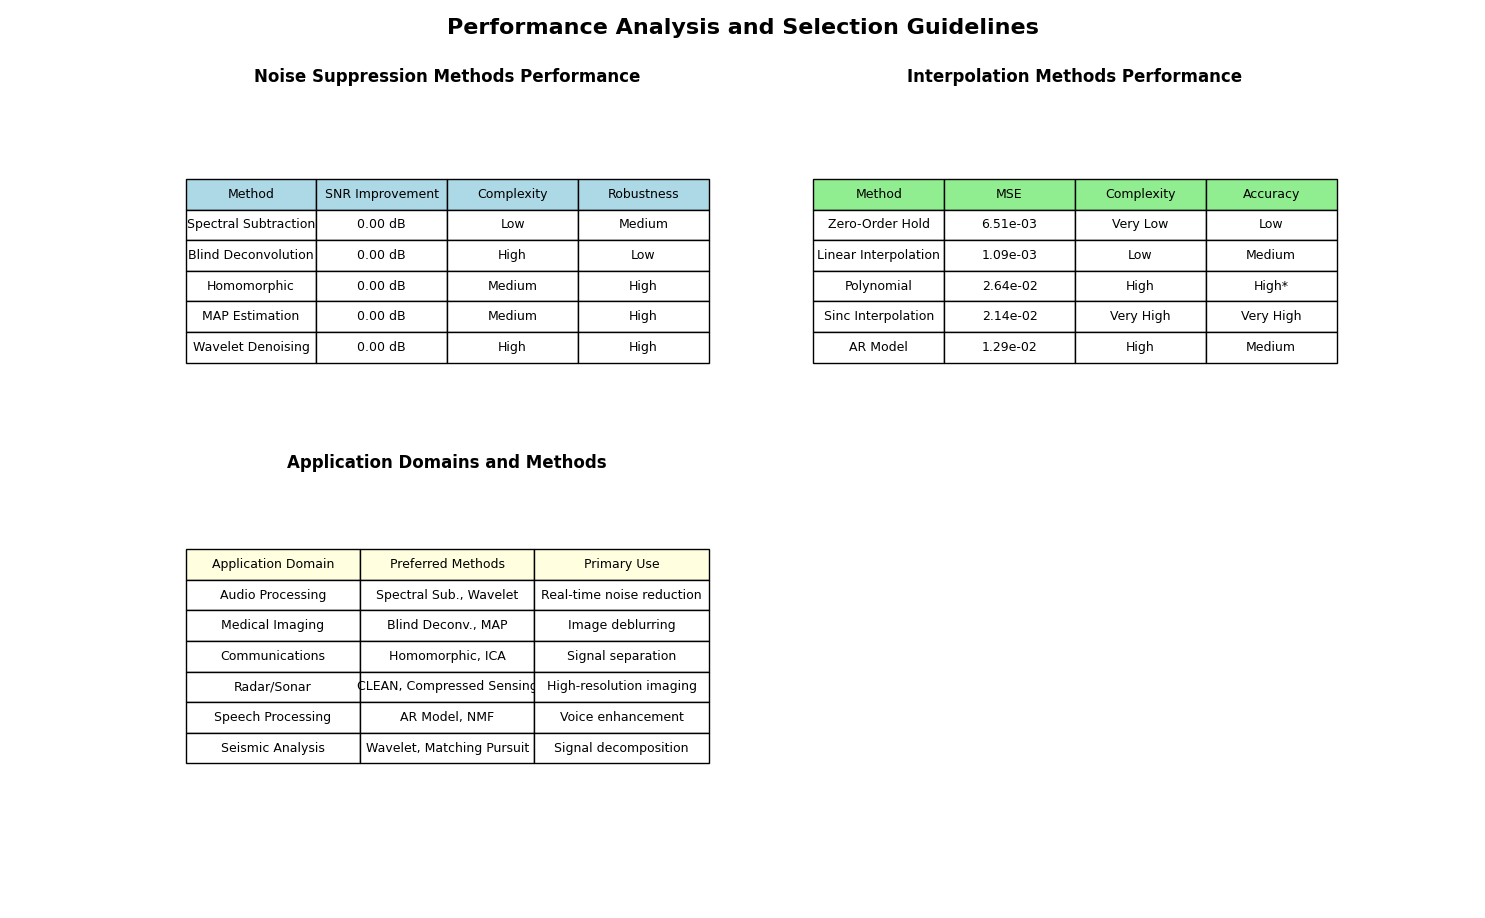 Performance Analysis and Selection Guidelines
Noise Suppression Methods Performance
Method SNR Improvement Complexity Robustness
Spectral Subtraction 0.00 dB Low Medium
Blind Deconvolution 0.00 dB High Low
Homomorphic 0.00 dB Medium High
MAP Estimation 0.00 dB Medium High
Wavelet Denoising 0.00 dB High High
Interpolation Methods Performance
Method MSE Complexity Accuracy
Zero-Order Hold 6.51e-03 Very Low Low
Linear Interpolation 1.09e-03 Low Medium
Polynomial 2.64e-02 High High*
Sinc Interpolation 2.14e-02 Very High Very High
AR Model 1.29e-02 High Medium
Application Domains and Methods
Application Domain Preferred Methods Primary Use
Audio Processing Spectral Sub., Wavelet Real-time noise reduction
Medical Imaging Blind Deconv., MAP Image deblurring
Communications Homomorphic, ICA Signal separation
Radar/Sonar CLEAN, Compressed Sensing High-resolution imaging
Speech Processing AR Model, NMF Voice enhancement
Seismic Analysis Wavelet, Matching Pursuit Signal decomposition